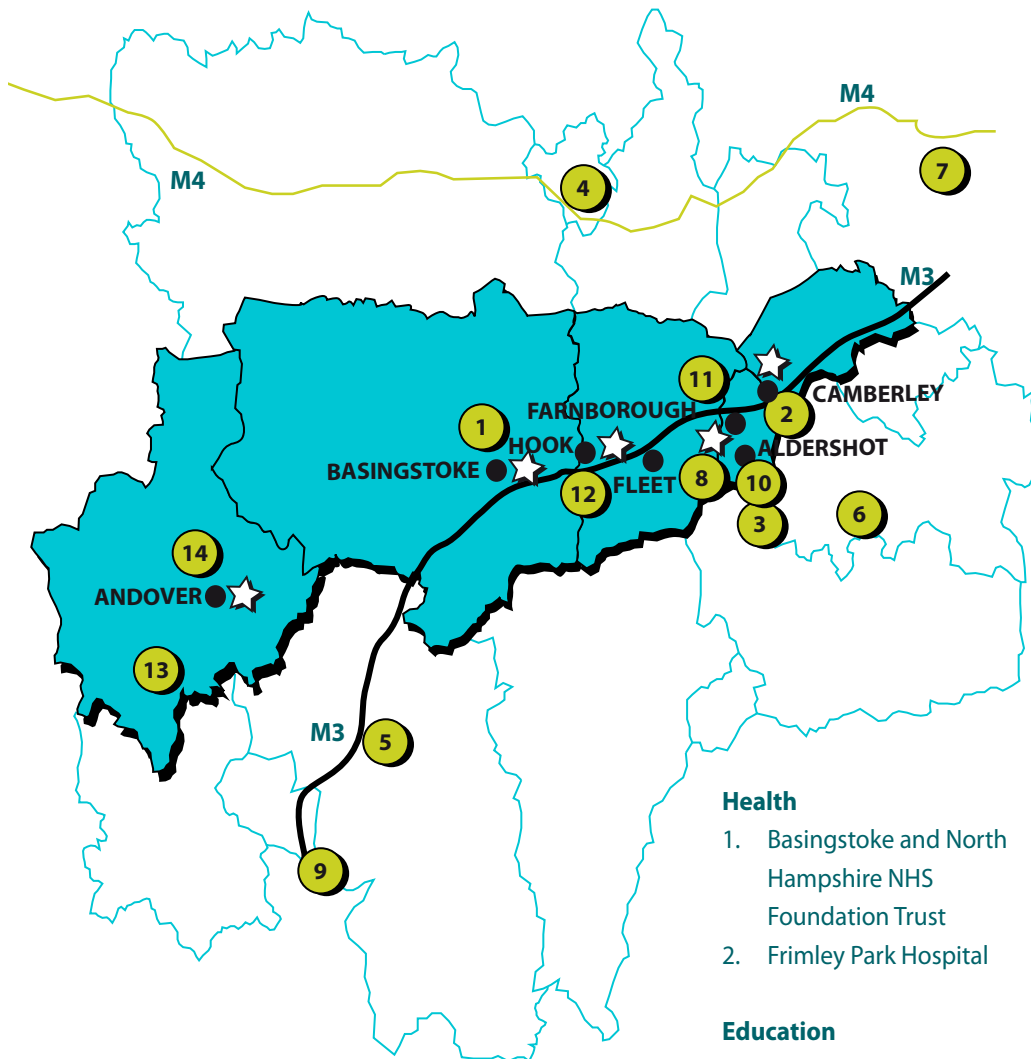 M4
M4
4
7
M3
11
CAMBERLEY
2
FARNBOROUGH
1
HOOK
ALDERSHOT
BASINGSTOKE
FLEET
8
10
12
3
6
14
ANDOVER
13
M3
5
9
Health
1. Basingstoke and North
Hampshire NHS
Foundation Trust
2. Frimley Park Hospital
Education